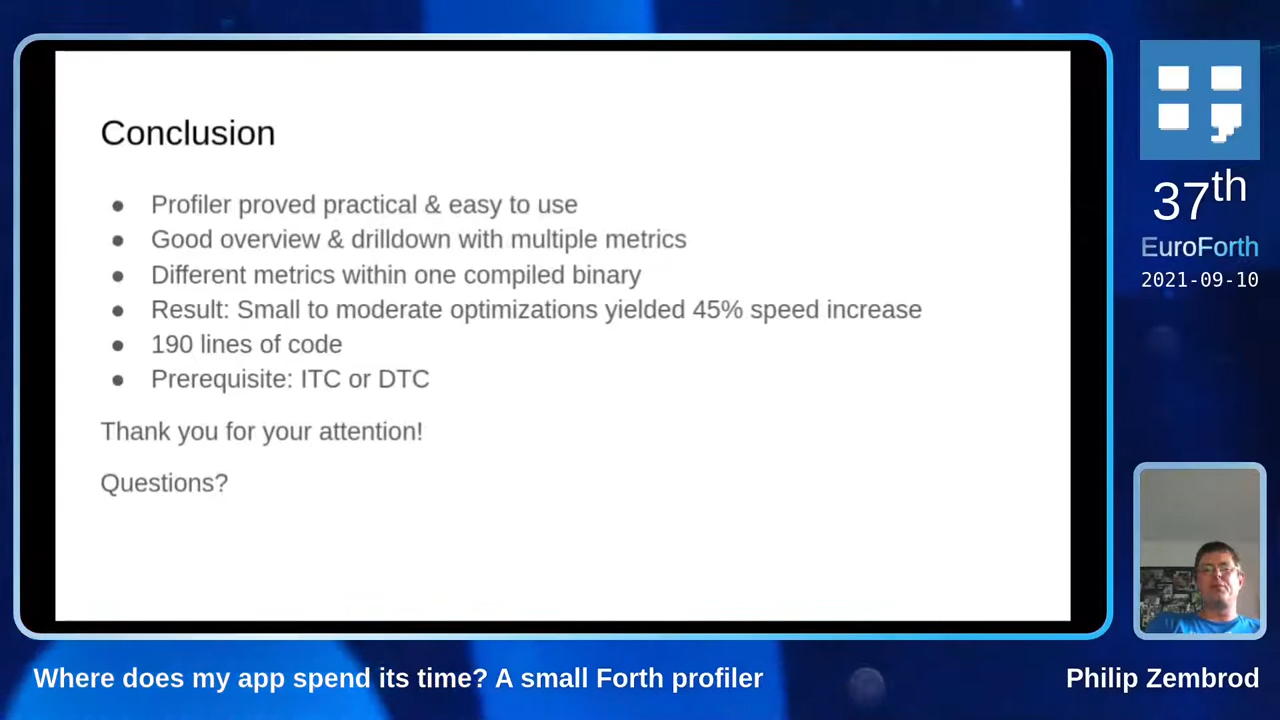 Conclusion
● Profiler proved practical & easy to use
● Good overview & drilldown with multiple metrics
● Different metrics within one compiled binary
● Result: Small to moderate optimizations yielded 45% speed increase
● 190 lines of code
● Prerequisite: ITC or DTC
Thank you for your attention!
Questions?
37th
EuroForth
2021-09-10
Where does my app spend its time? A small Forth profiler
Philip Zembrod